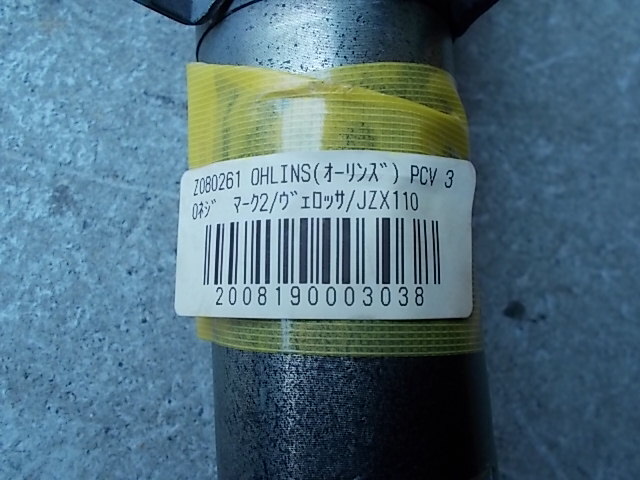 Z080261 OHLINS(ｵｰﾘﾝｽﾞ) PCV 3
0ﾈｼﾞ ﾏｰｸ2/ｳﾞｪﾛｯｻ/JZX110
2008190003038